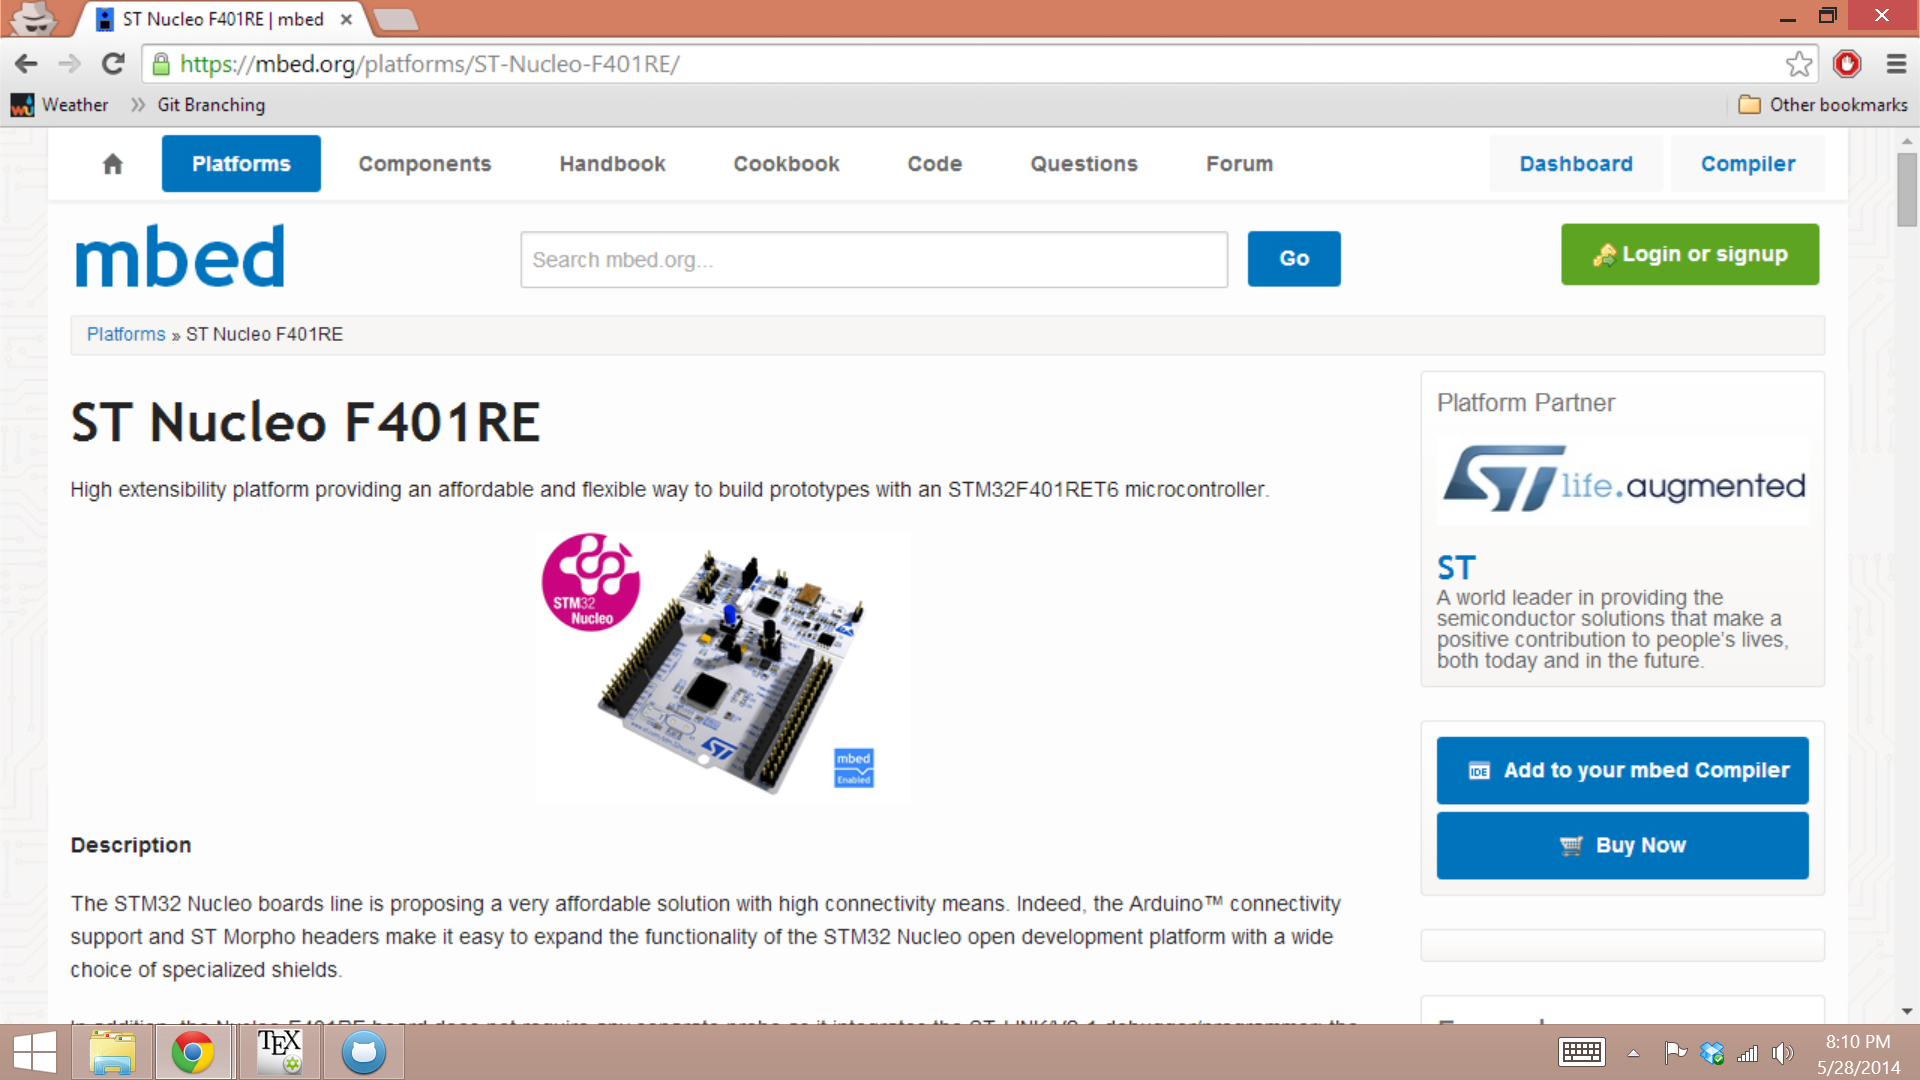 ST Nucleo F401RE | mbed
https://mbed.org/platforms/ST-Nucleo-F401RE/
Weather
Git Branching
Other bookmarks
Platforms
Components
Handbook
Cookbook
Code
Questions
Forum
Dashboard
Compiler
mbed
Search mbed.org...
Go
Login or signup
Platforms » ST Nucleo F401RE
ST Nucleo F401RE
High extensibility platform providing an affordable and flexible way to build prototypes with an STM32F401RET6 microcontroller.
STM32
Nucleo
ST
mbed
Enabled
Description
The STM32 Nucleo boards line is proposing a very affordable solution with high connectivity means. Indeed, the Arduino™ connectivity
support and ST Morpho headers make it easy to expand the functionality of the STM32 Nucleo open development platform with a wide
choice of specialized shields.
Platform Partner
ST life.augmented
ST
A world leader in providing the
semiconductor solutions that make a
positive contribution to people's lives,
both today and in the future.
IDE Add to your mbed Compiler
Buy Now
TEX
8:10 PM
5/28/2014